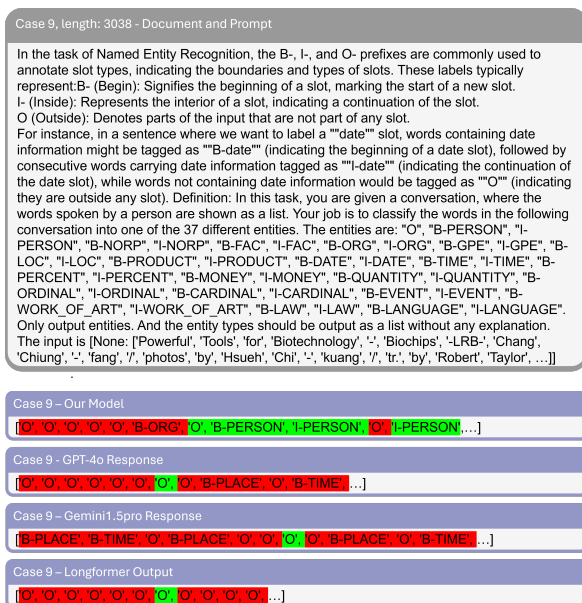 Case 9, length: 3038 - Document and Prompt
In the task of Named Entity Recognition, the B-, I-, and O- prefixes are commonly used to
annotate slot types, indicating the boundaries and types of slots. These labels typically
represent:B- (Begin): Signifies the beginning of a slot, marking the start of a new slot.
I- (Inside): Represents the interior of a slot, indicating a continuation of the slot.
O (Outside): Denotes parts of the input that are not part of any slot.
For instance, in a sentence where we want to label a ""date"" slot, words containing date
information might be tagged as ""B-date"" (indicating the beginning of a date slot), followed by
consecutive words carrying date information tagged as ""I-date"" (indicating the continuation of
the date slot), while words not containing date information would be tagged as ""O"" (indicating
they are outside any slot). Definition: In this task, you are given a conversation, where the
words spoken by a person are shown as a list. Your job is to classify the words in the following
conversation into one of the 37 different entities. The entities are: "O", "B-PERSON", "I-
PERSON", "B-NORP", "I-NORP", "B-FAC", "I-FAC", "B-ORG", "I-ORG", "B-GPE", "I-GPE", "B-
LOC", "I-LOC", "B-PRODUCT", "I-PRODUCT", "B-DATE", "I-DATE", "B-TIME", "I-TIME", "B-
PERCENT", "I-PERCENT", "B-MONEY", "I-MONEY", "B-QUANTITY", "I-QUANTITY", "B-
ORDINAL", "I-ORDINAL", "B-CARDINAL", "I-CARDINAL", "B-EVENT", "I-EVENT", "B-
WORK_OF_ART", "I-WORK_OF_ART", "B-LAW", "I-LAW", "B-LANGUAGE", "I-LANGUAGE".
Only output entities. And the entity types should be output as a list without any explanation.
The input is [None: ['Powerful', 'Tools', 'for', 'Biotechnology', '-', 'Biochips', '-LRB-', 'Chang',
'Chiung', '-', 'fang', '/', 'photos', 'by', 'Hsueh', 'Chi', '-', 'kuang', '/', 'tr.', 'by', 'Robert', 'Taylor', …]]
Case 9 - Our Model
['O', 'O', 'O', 'O', 'O', 'B-ORG', 'O', 'B-PERSON', 'I-PERSON', 'O', 'I-PERSON',…]
Case 9 - GPT-4o Response
['O', 'O', 'O', 'O', 'O', 'O', 'O', 'O', 'B-PLACE', 'O', 'B-TIME', …]
Case 9 – Gemini1.5pro Response
['B-PLACE', 'B-TIME', 'O', 'B-PLACE', 'O', 'O', 'O', 'O', 'B-PLACE', 'O', 'B-TIME', …]
Case 9 – Longformer Output
['O', 'O', 'O', 'O', 'O', 'O', 'O', 'O', 'O', 'O', 'O', …]